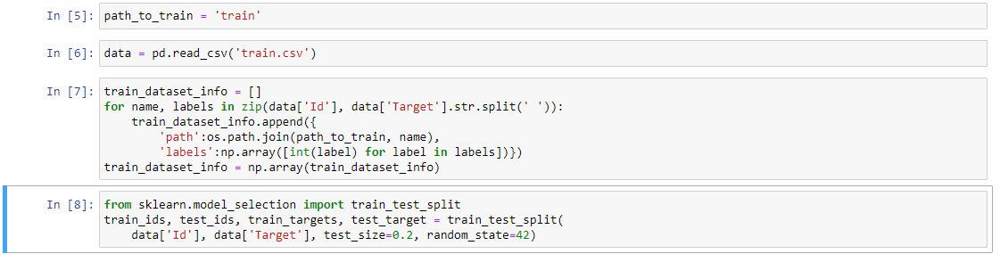 In [5]: path_to_train = 'train'
In [6]: data = pd.read_csv('train.csv')
In [7]: train_dataset_info = []
for name, labels in zip(data['Id'], data['Target'].str.split(' ')):
    train_dataset_info.append({
        'path':os.path.join(path_to_train, name),
        'labels':np.array([int(label) for label in labels])})
train_dataset_info = np.array(train_dataset_info)
In [8]: from sklearn.model_selection import train_test_split
train_ids, test_ids, train_targets, test_target = train_test_split(
    data['Id'], data['Target'], test_size=0.2, random_state=42)